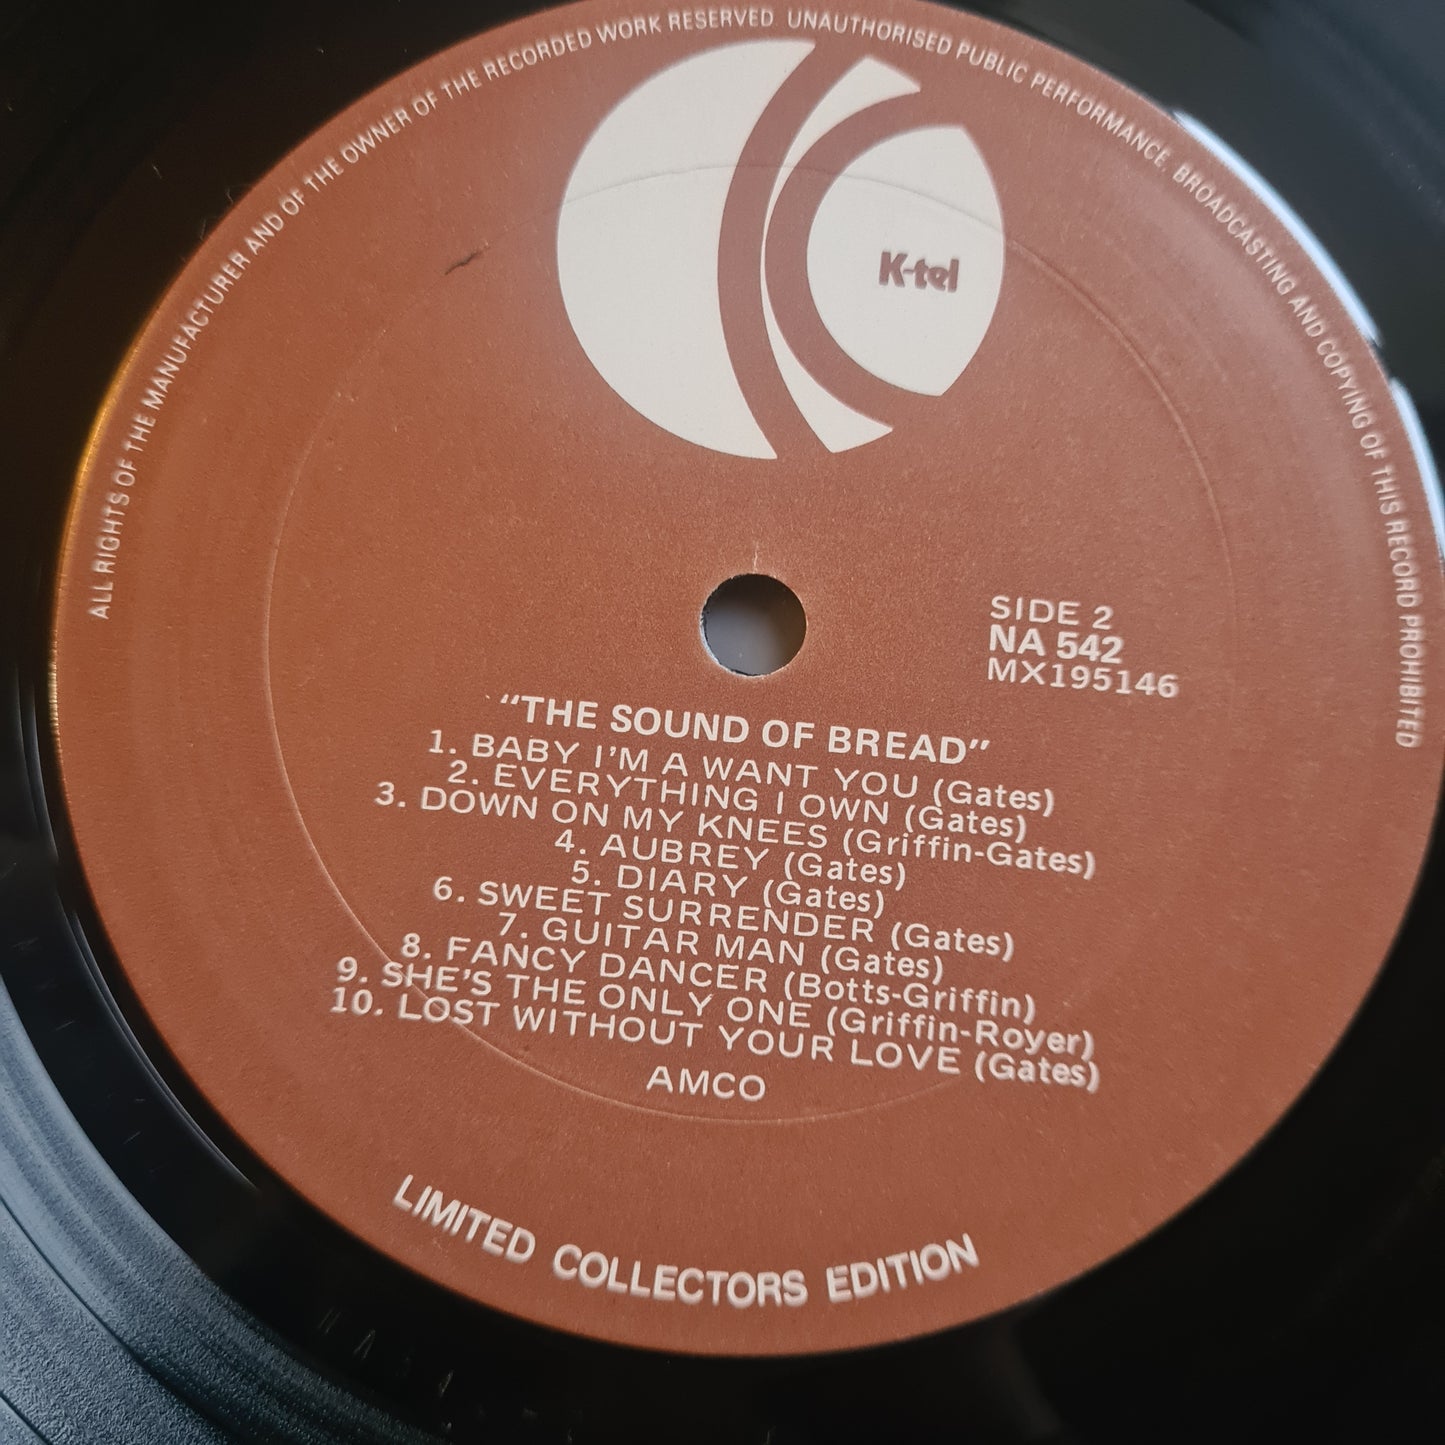 ALL RIGHTS OF THE MANUFACTURER AND OF THE OWNER OF THE RECORDED WORK RESERVED. UNAUTHORISED PUBLIC PERFORMANCE, BROADCASTING AND COPYING OF THIS RECORD PROHIBITED
K-tel
SIDE 2
NA 542
MX195146
"THE SOUND OF BREAD"
1. BABY I'M A WANT YOU (Gates)
2. EVERYTHING I OWN (Gates)
3. DOWN ON MY KNEES (Griffin-Gates)
4. AUBREY (Gates)
5. DIARY (Gates)
6. SWEET SURRENDER (Gates)
7. GUITAR MAN (Gates)
8. FANCY DANCER (Botts-Griffin)
9. SHE'S THE ONLY ONE (Griffin-Royer)
10. LOST WITHOUT YOUR LOVE (Gates)
AMCO
LIMITED COLLECTORS EDITION